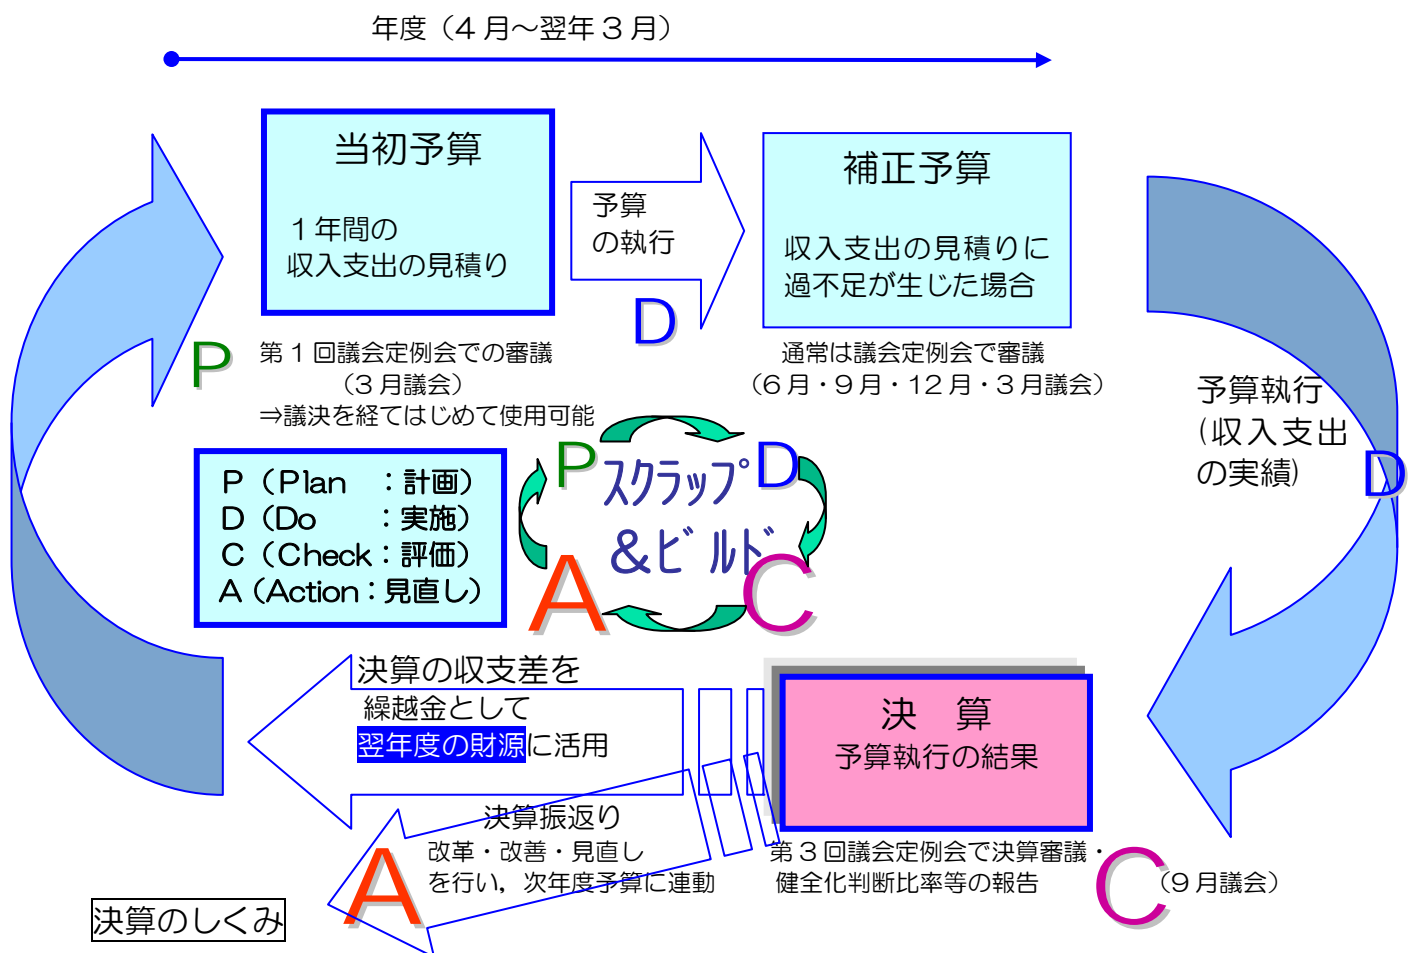 年度（４月～翌年３月）
当初予算
１年間の
収入支出の見積り
予算
の執行
D
補正予算
収入支出の見積りに
過不足が生じた場合
P
第１回議会定例会での審議
（３月議会）
⇒議決を経てはじめて使用可能
通常は議会定例会で審議
（６月・９月・12月・３月議会）
予算執行
（収入支出
の実績）
D
P（Plan　：計画）
D（Do　　：実施）
C（Check：評価）
A（Action：見直し）
P
D
ｽｸﾗｯﾌﾟ
&ﾋﾞﾙﾄﾞ
A
C
決算の収支差を
繰越金として
翌年度の財源に活用
決　算
予算執行の結果
決算振返り
改革・改善・見直し
を行い，次年度予算に連動
A
第３回議会定例会で決算審議・
健全化判断比率等の報告
C
（９月議会）
決算のしくみ